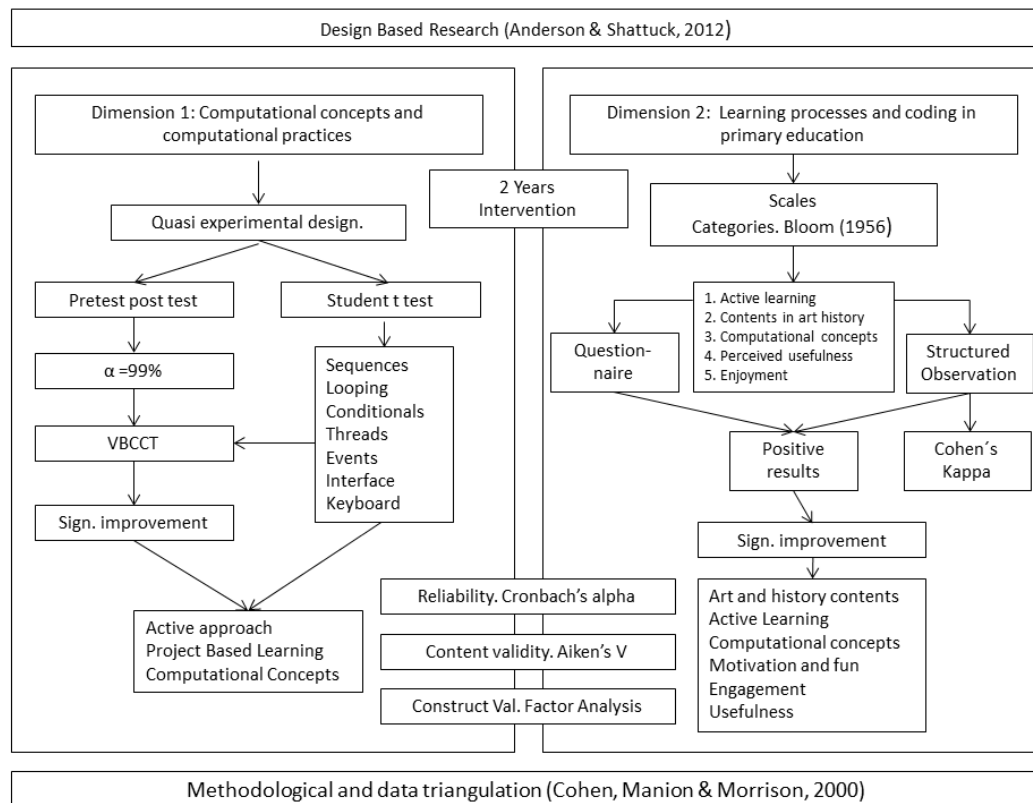 Design Based Research (Anderson & Shattuck, 2012)
Dimension 1: Computational concepts and
computational practices
Quasi experimental design.
Pretest post test
Student t test
α =99%
VBCCT
Sign. improvement
Sequences
Looping
Conditionals
Threads
Events
Interface
Keyboard
Active approach
Project Based Learning
Computational Concepts
2 Years
Intervention
Reliability. Cronbach's alpha
Content validity. Aiken's V
Construct Val. Factor Analysis
Dimension 2: Learning processes and coding in
primary education
Scales
Categories. Bloom (1956)
1. Active learning
2. Contents in art history
3. Computational concepts
4. Perceived usefulness
5. Enjoyment
Question-
naire
Structured
Observation
Positive
results
Cohen´s
Kappa
Sign. improvement
Art and history contents
Active Learning
Computational concepts
Motivation and fun
Engagement
Usefulness
Methodological and data triangulation (Cohen, Manion & Morrison, 2000)